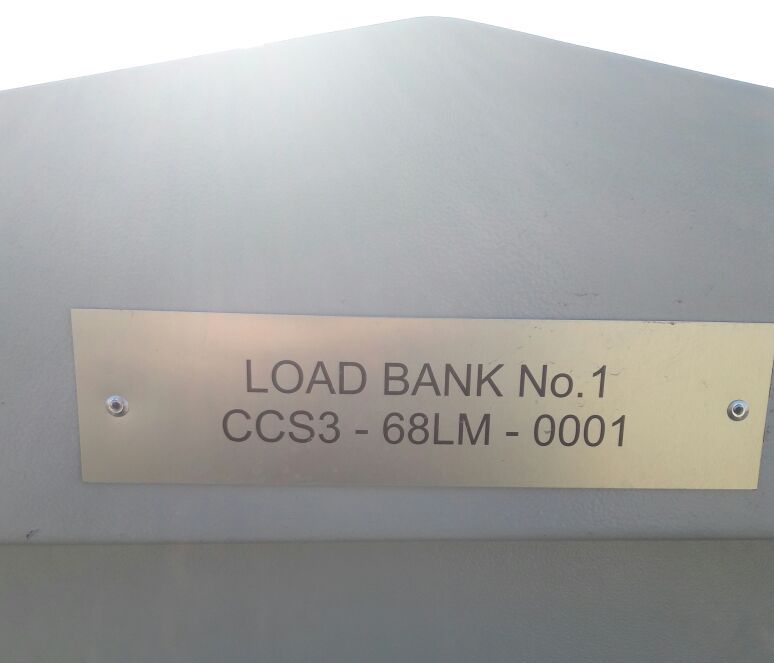 LOAD BANK No.1
CCS3 - 68LM - 0001